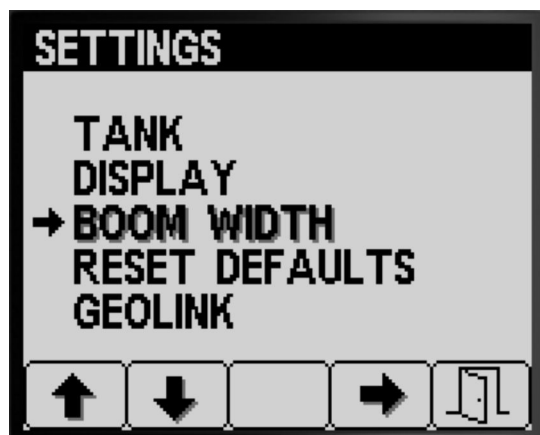 SETTINGS
TANK
DISPLAY
BOOM WIDTH
RESET DEFAULTS
GEOLINK